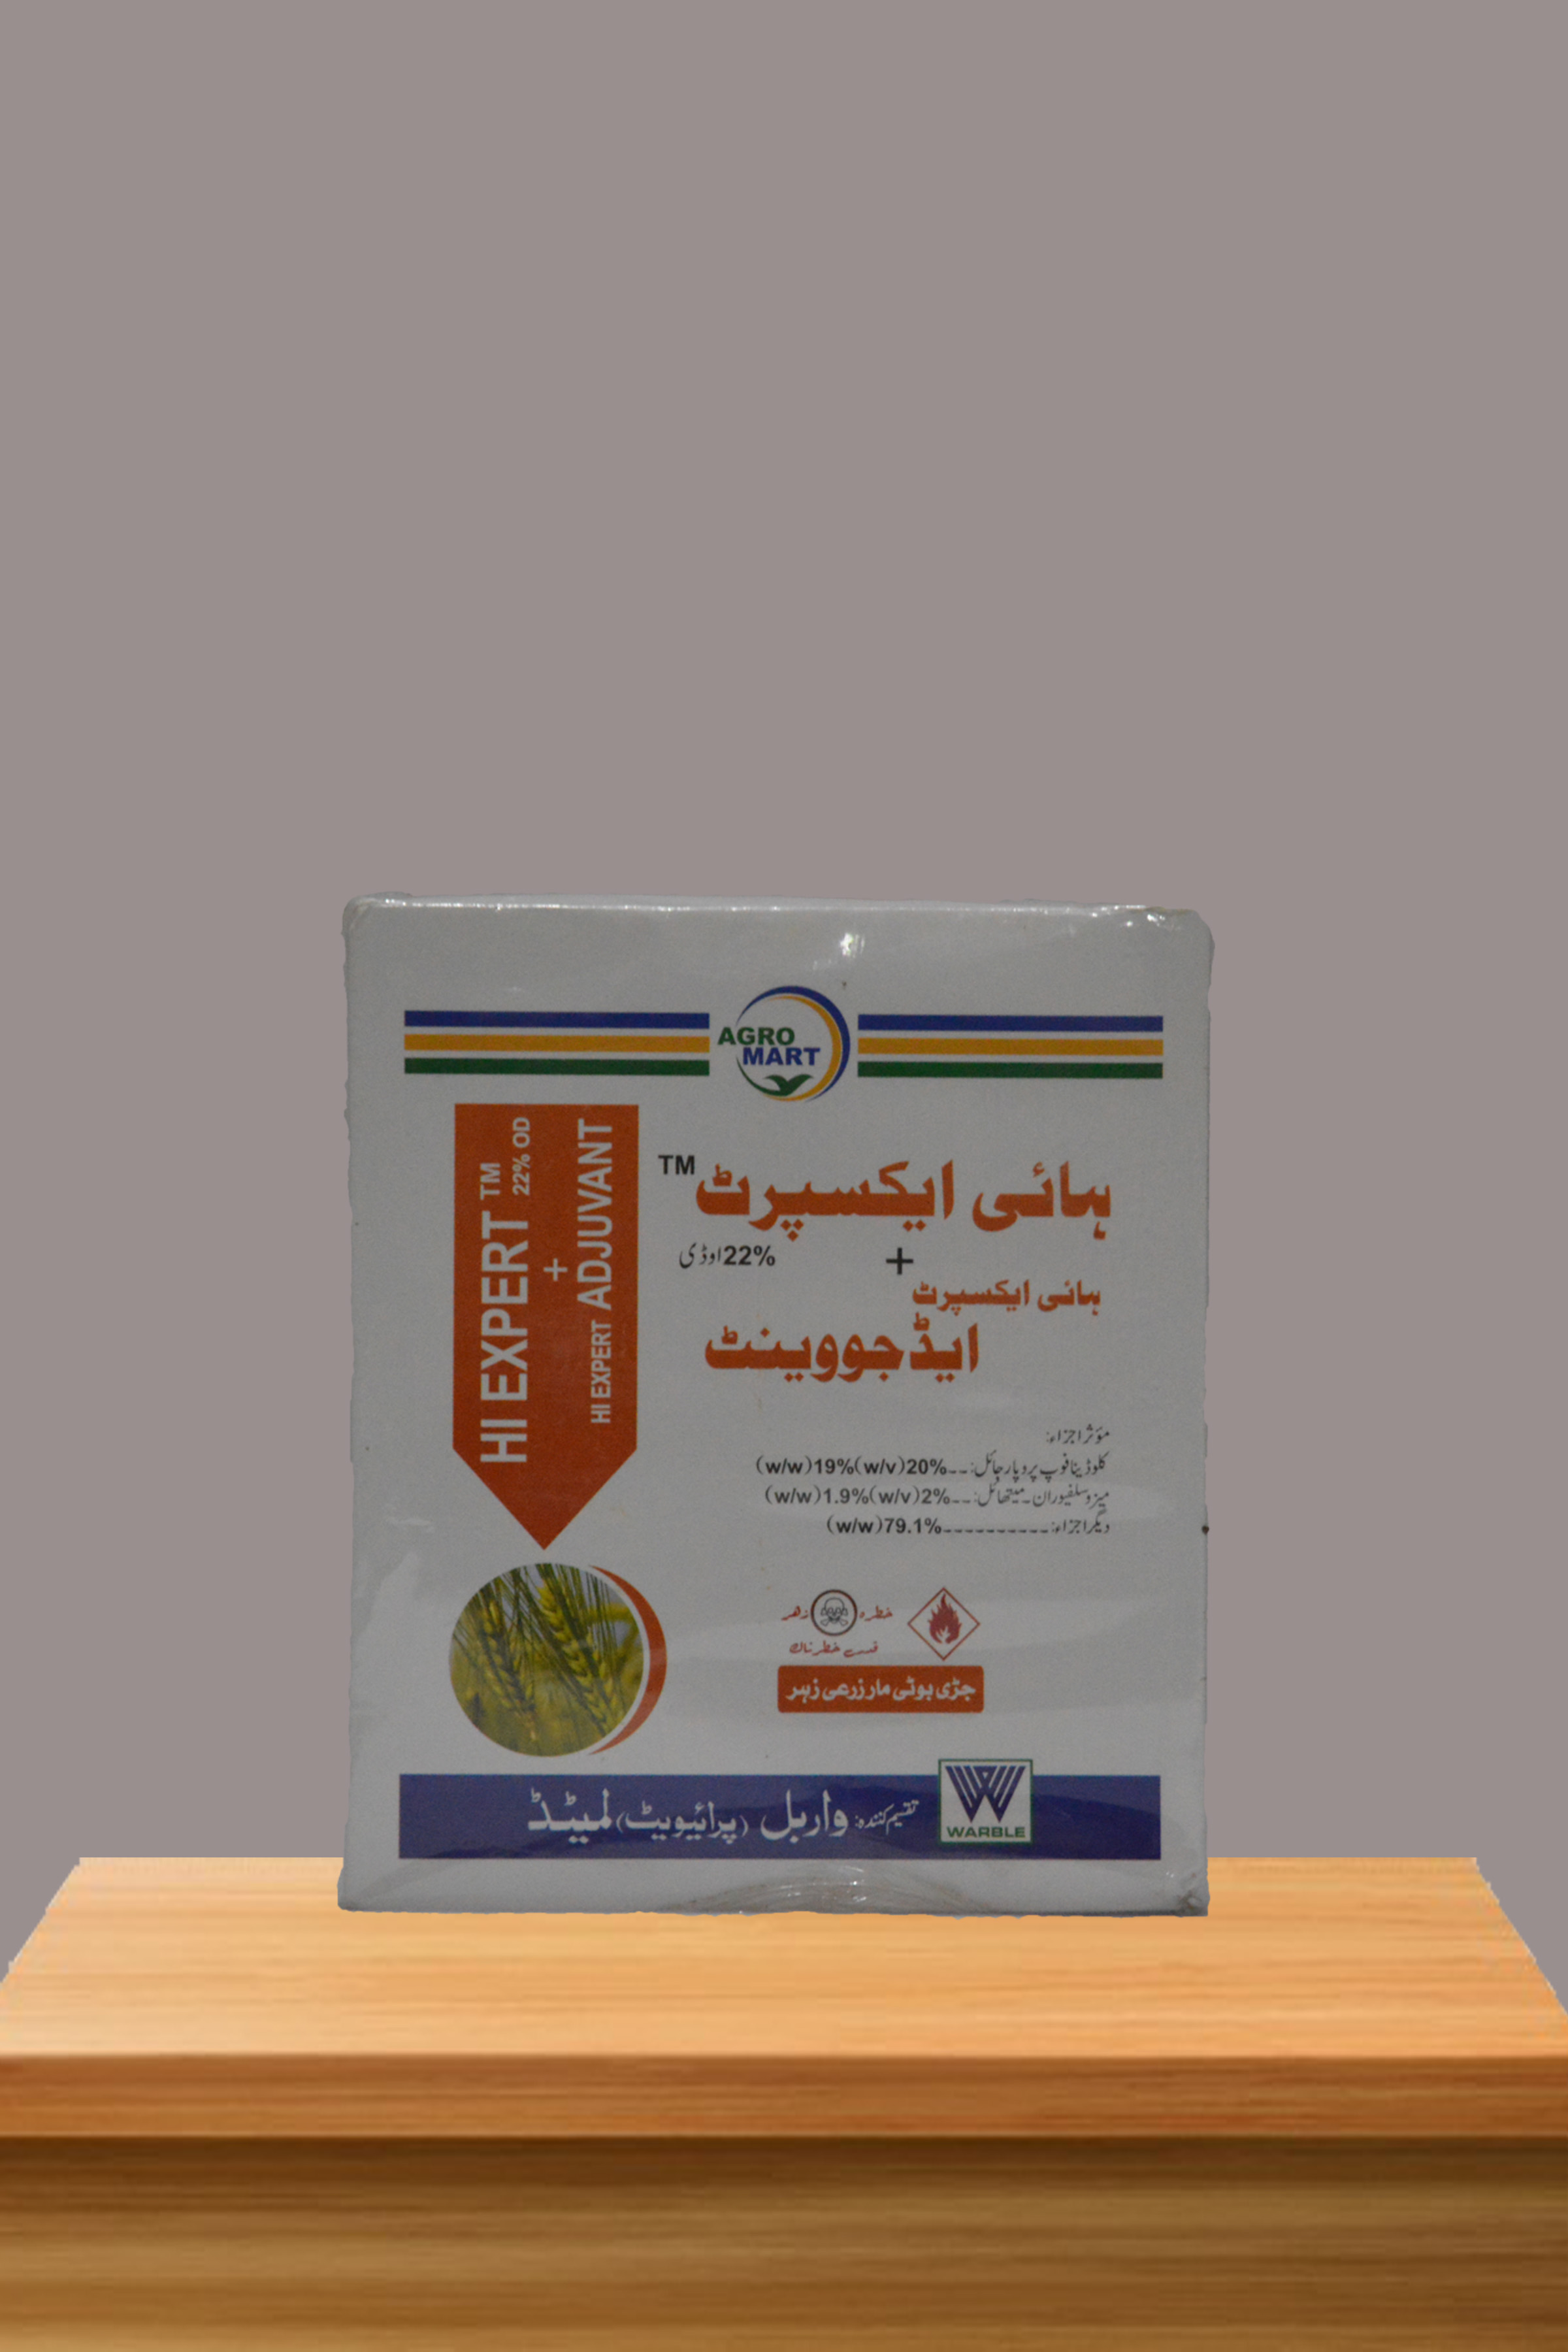 AGRO
MART
HI EXPERT TM
22% OD
+
HI EXPERT ADJUVANT
ہائی ایکسپرٹ TM
22% اوڈی
+
ہائی ایکسپرٹ
ایڈجووینٹ
مؤثر اجزاء:
کلوڈینافوپ پروپارجائل:--20%(w/v)19%(w/w)
میزوسلفیوران-میتھائل:--2%(w/v)1.9%(w/w)
دیگر اجزاء:----------79.1%(w/w)
خطرہ زهر
خطرناک
جڑی بوٹی مار زرعی زہر
تقسیم کنندہ: واربل (پرائیویٹ) لمیٹڈ
WARBLE